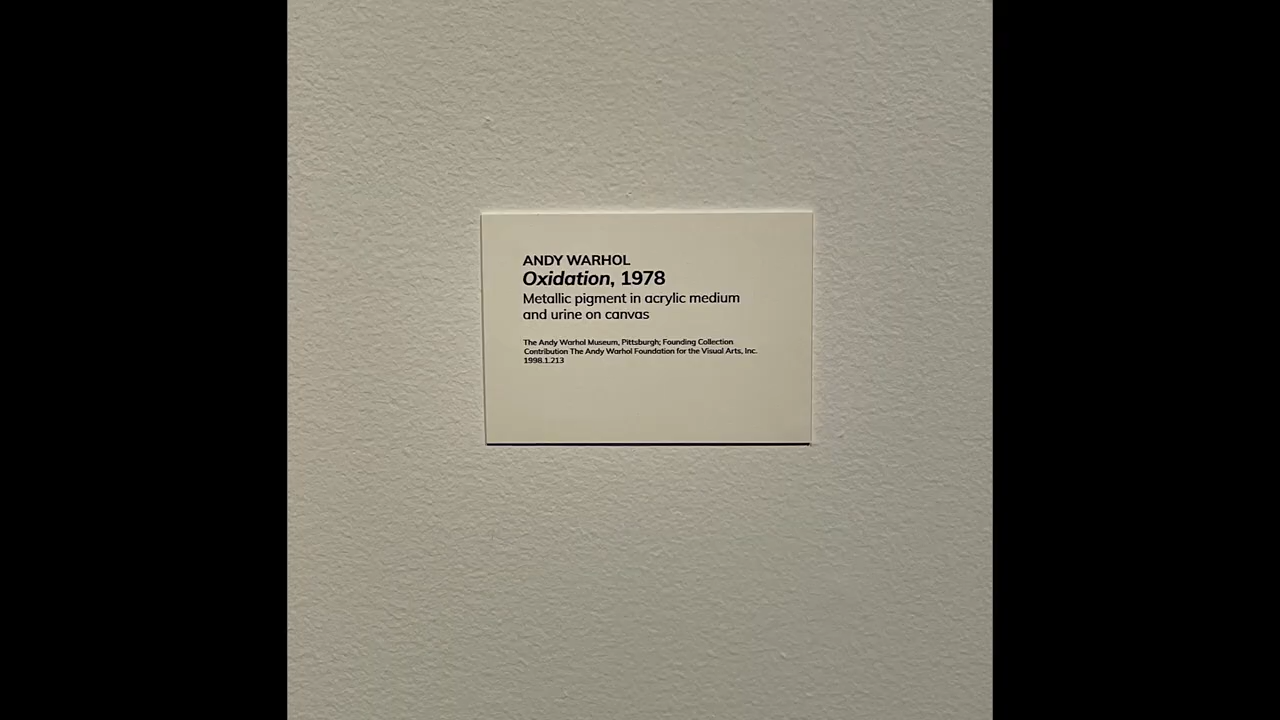 ANDY WARHOL
Oxidation, 1978
Metallic pigment in acrylic medium
and urine on canvas
The Andy Warhol Museum, Pittsburgh; Founding Collection
Contribution The Andy Warhol Foundation for the Visual Arts, Inc.
1998.1.213